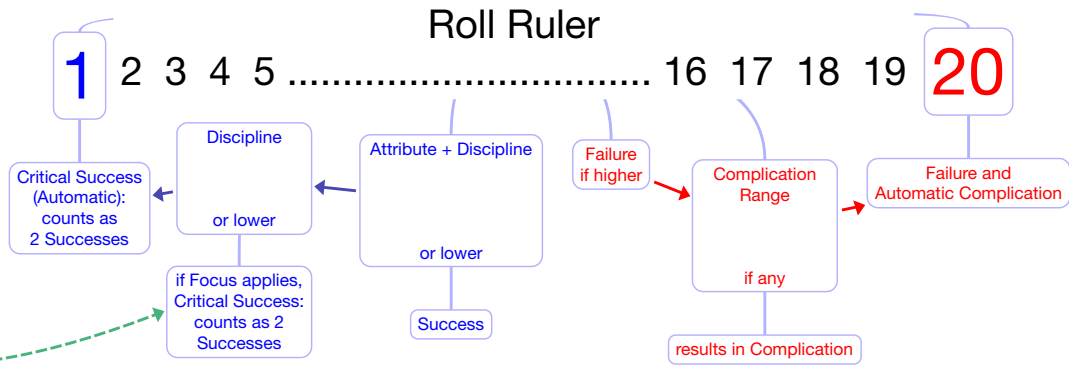 Roll Ruler
1 2 3 4 5 ................................. 16 17 18 19 20
Critical Success
(Automatic):
counts as
2 Successes
Discipline
or lower
if Focus applies,
Critical Success:
counts as 2
Successes
Attribute + Discipline
or lower
Success
Failure
if higher
Complication
Range
if any
results in Complication
Failure and
Automatic Complication